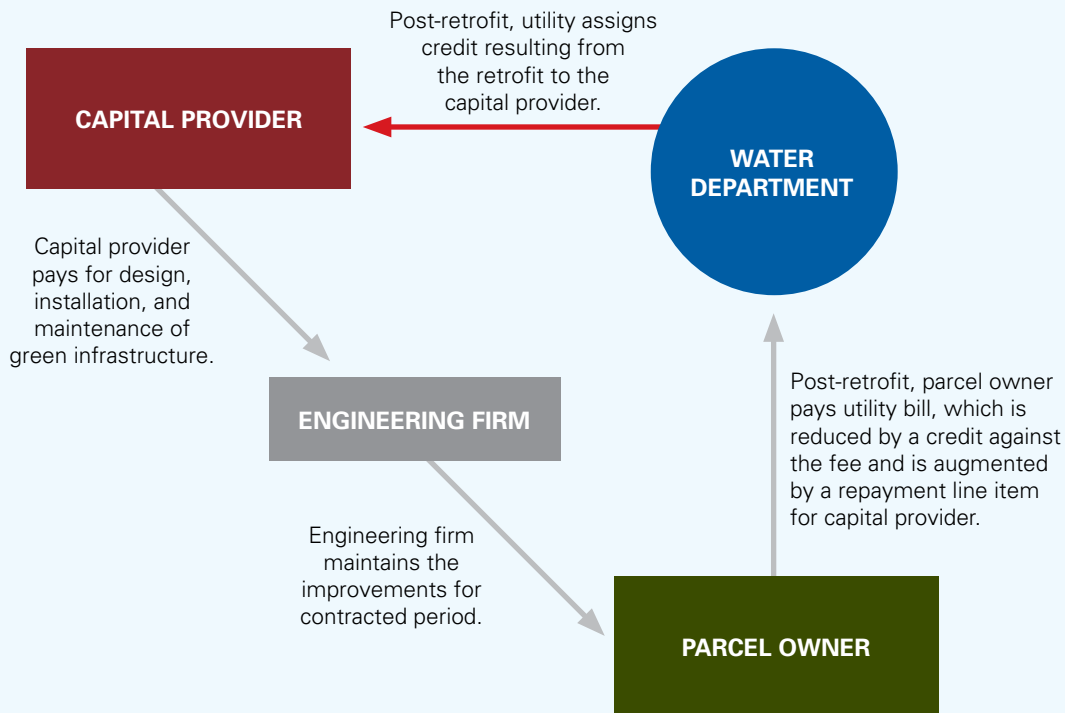 Post-retrofit, utility assigns
credit resulting from
the retrofit to the
capital provider.
CAPITAL PROVIDER
WATER
DEPARTMENT
Capital provider
pays for design,
installation, and
maintenance of
green infrastructure.
ENGINEERING FIRM
Post-retrofit, parcel owner
pays utility bill, which is
reduced by a credit against
the fee and is augmented
by a repayment line item
for capital provider.
Engineering firm
maintains the
improvements for
contracted period.
PARCEL OWNER